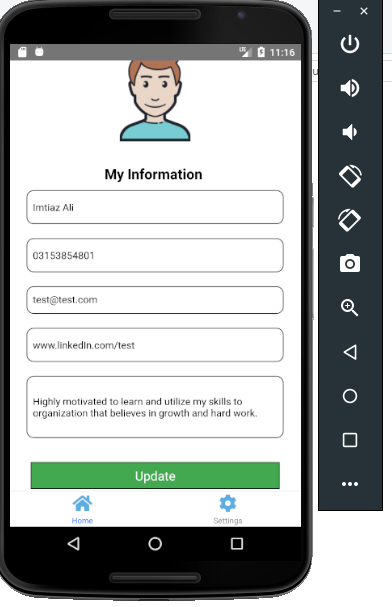 LTE 11:16
My Information
Imtiaz Ali
03153854801
test@test.com
www.linkedIn.com/test
Highly motivated to learn and utilize my skills to
organization that believes in growth and hard work.
Update
Home
Settings